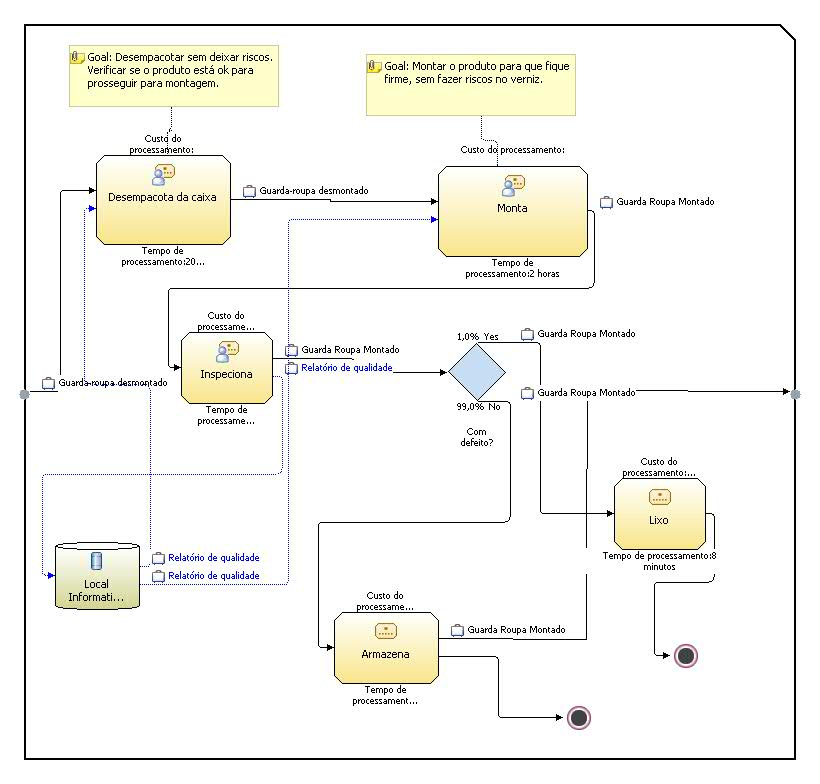 Goal: Desempacotar sem deixar riscos.
Verificar se o produto está ok para
prosseguir para montagem.
Goal: Montar o produto para que fique
firme, sem fazer riscos no verniz.
Custo do
processamento:
Desempacota da caixa
Tempo de
processamento:20...
Guarda-roupa desmontado
Custo do processamento:
Monta
Tempo de
processamento:2 horas
Guarda Roupa Montado
Custo do
processame...
Inspeciona
Tempo de
processame...
Guarda Roupa Montado
Relatório de qualidade
1,0% Yes
99,0% No
Com
defeito?
Guarda Roupa Montado
Guarda Roupa Montado
Guarda-roupa desmontado
Custo do
processamento:...
Lixo
Tempo de processamento:8
minutos
Local
Informati...
Relatório de qualidade
Relatório de qualidade
Custo do
processame...
Armazena
Tempo de
processament...
Guarda Roupa Montado